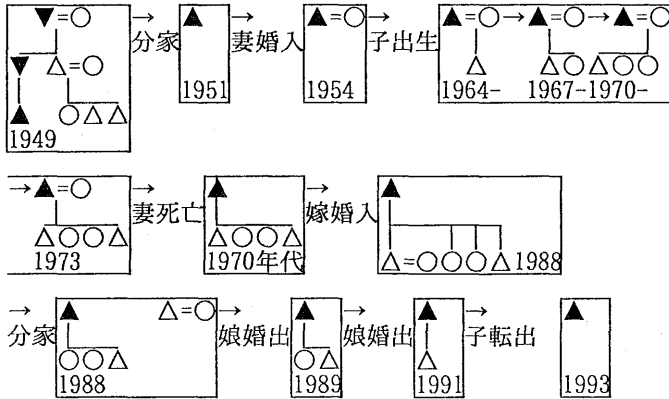 → 分家 → 妻婚入 → 子出生 → →
1949 1951 1954 1964- 1967- 1970-
→ → 妻死亡 → 嫁婚入
1973 1970年代 1988
→ 分家 → 娘婚出 → 娘婚出 → 子転出
1988 1989 1991 1993